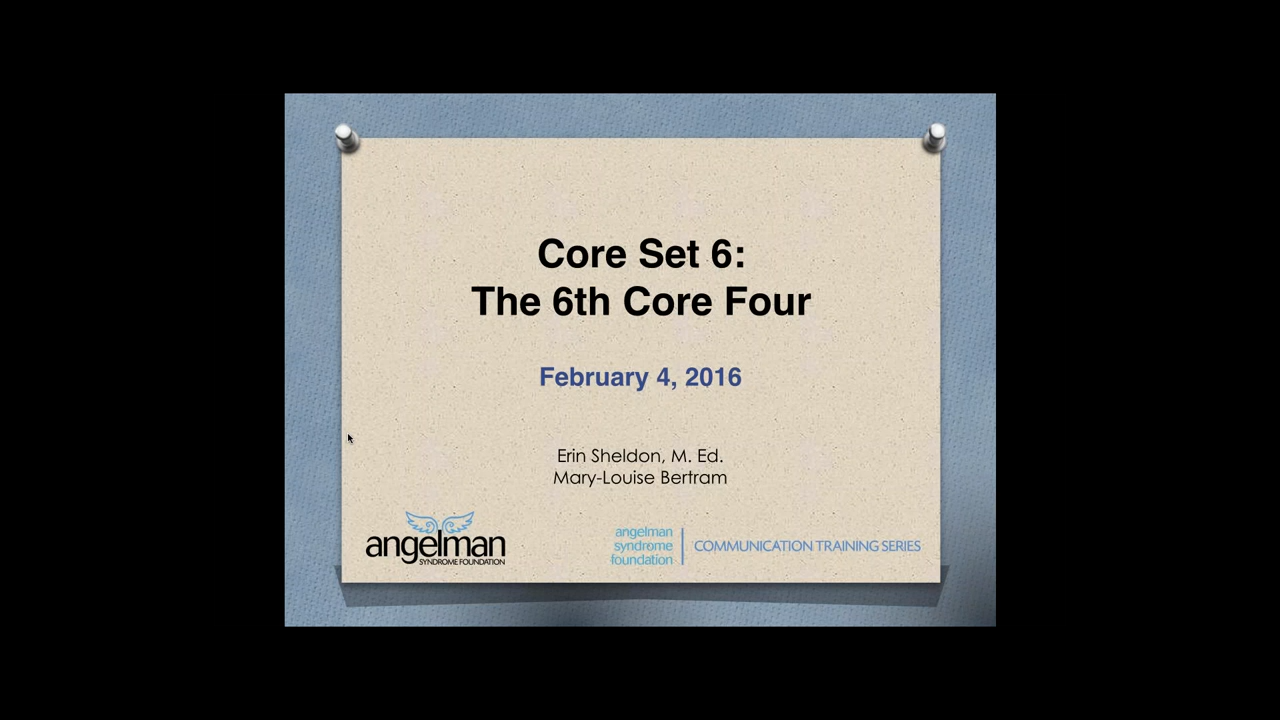 Core Set 6:
The 6th Core Four
February 4, 2016
Erin Sheldon, M. Ed.
Mary-Louise Bertram
angelman
SYNDROME FOUNDATION
angelman
syndrome
foundation
COMMUNICATION TRAINING SERIES